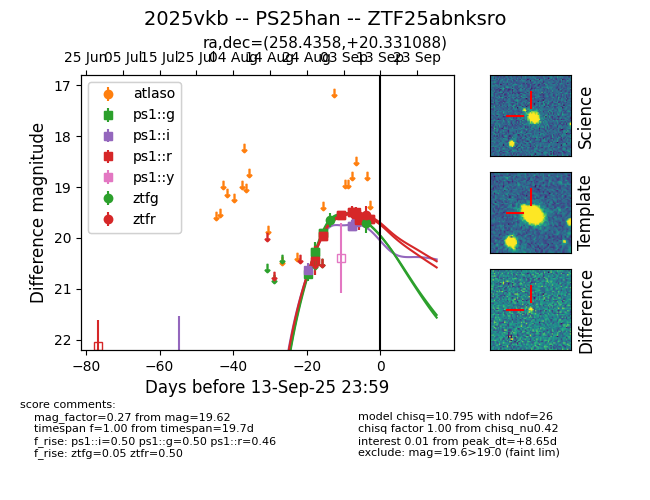 2025vkb -- PS25han -- ZTF25abnksro
ra,dec=(258.4358,+20.331088)
25 Jun 05 Jul 15 Jul 25 Jul 04 Aug 14 Aug 24 Aug 03 Sep 13 Sep 23 Sep
atlaso
ps1::g
ps1::i
ps1::r
ps1::y
ztfg
ztfr
17
18
19
20
21
22
Difference magnitude
−80 −60 −40 −20 0
Days before 13-Sep-25 23:59
Science
Template
Difference
score comments:
mag_factor=0.27 from mag=19.62
timespan f=1.00 from timespan=19.7d
f_rise: ps1::i=0.50 ps1::g=0.50 ps1::r=0.46
f_rise: ztfg=0.05 ztfr=0.50
model chisq=10.795 with ndof=26
chisq factor 1.00 from chisq_nu0.42
interest 0.01 from peak_dt=+8.65d
exclude: mag=19.6>19.0 (faint lim)